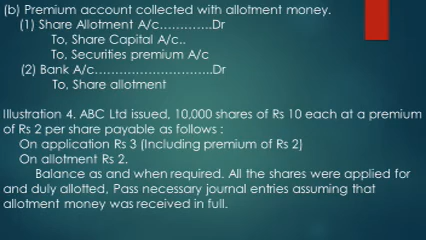 (b) Premium account collected with allotment money.
(1) Share Allotment A/c………….Dr
To, Share Capital A/c..
To, Securities premium A/c
(2) Bank A/c………………………..Dr
To, Share allotment
Illustration 4. ABC Ltd issued, 10,000 shares of Rs 10 each at a premium
of Rs 2 per share payable as follows :
On application Rs 3 (Including premium of Rs 2)
On allotment Rs 2.
Balance as and when required. All the shares were applied for
and duly allotted. Pass necessary journal entries assuming that
allotment money was received in full.